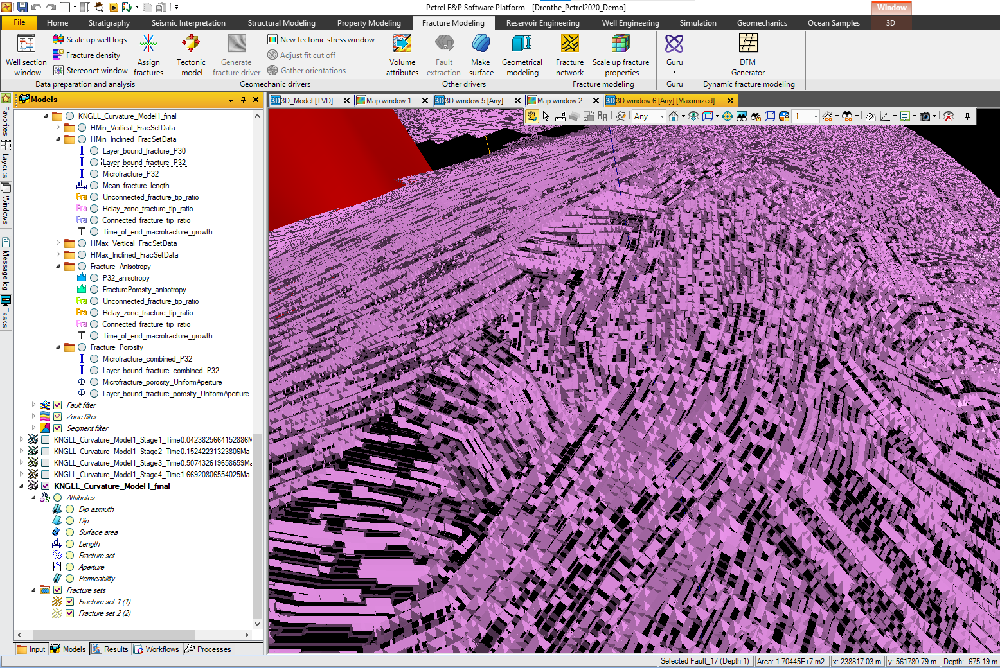 Petrel E&P Software Platform - [Drenthe_Petrel2020_Demo]
Window
File
Home
Stratigraphy
Seismic Interpretation
Structural Modeling
Property Modeling
Fracture Modeling
Reservoir Engineering
Well Engineering
Simulation
Geomechanics
Ocean Samples
3D
Well section window
Scale up well logs
Fracture density
Stereonet window
Assign fractures
Data preparation and analysis
Tectonic model
Generate fracture driver
New tectonic stress window
Adjust fit cut off
Gather orientations
Geomechanic drivers
Volume attributes
Fault extraction
Make surface
Geometrical modeling
Other drivers
Fracture network
Scale up fracture properties
Fracture modeling
Guru
Guru
DFM Generator
Dynamic fracture modeling
Favorites
Layouts
Windows
Message log
Tasks
Models
3D_Model [TVD]
Map window 1
3D window 5 [Any]
Map window 2
3D window 6 [Any] [Maximized]
Any
1
KNGLL_Curvature_Model1_final
HMin_Vertical_FracSetData
HMin_Inclined_FracSetData
Layer_bound_fracture_P30
Layer_bound_fracture_P32
Microfracture_P32
Mean_fracture_length
Fra Unconnected_fracture_tip_ratio
Fra Relay_zone_fracture_tip_ratio
Fra Connected_fracture_tip_ratio
T Time_of_end_macrofracture_growth
HMax_Vertical_FracSetData
HMax_Inclined_FracSetData
Fracture_Anisotropy
P32_anisotropy
FracturePorosity_anisotropy
Fra Unconnected_fracture_tip_ratio
Fra Relay_zone_fracture_tip_ratio
Fra Connected_fracture_tip_ratio
T Time_of_end_macrofracture_growth
Fracture_Porosity
Microfracture_combined_P32
Layer_bound_fracture_combined_P32
Microfracture_porosity_UniformAperture
Layer_bound_fracture_porosity_UniformAperture
Fault filter
Zone filter
Segment filter
KNGLL_Curvature_Model1_Stage1_Time0.0423825664152886M
KNGLL_Curvature_Model1_Stage2_Time0.15242231323806Ma
KNGLL_Curvature_Model1_Stage3_Time0.507432619658659Ma
KNGLL_Curvature_Model1_Stage4_Time1.66920806554025Ma
KNGLL_Curvature_Model1_final
Attributes
Dip azimuth
Dip
Surface area
Length
Fracture set
Aperture
Permeability
Fracture sets
Fracture set 1 (1)
Fracture set 2 (2)
Input
Models
Results
Workflows
Processes
Selected Fault_17 (Depth 1)
Area: 1.70445E+7 m2
x: 238817.03 m
y: 561780.79 m
Depth: -675.19 m